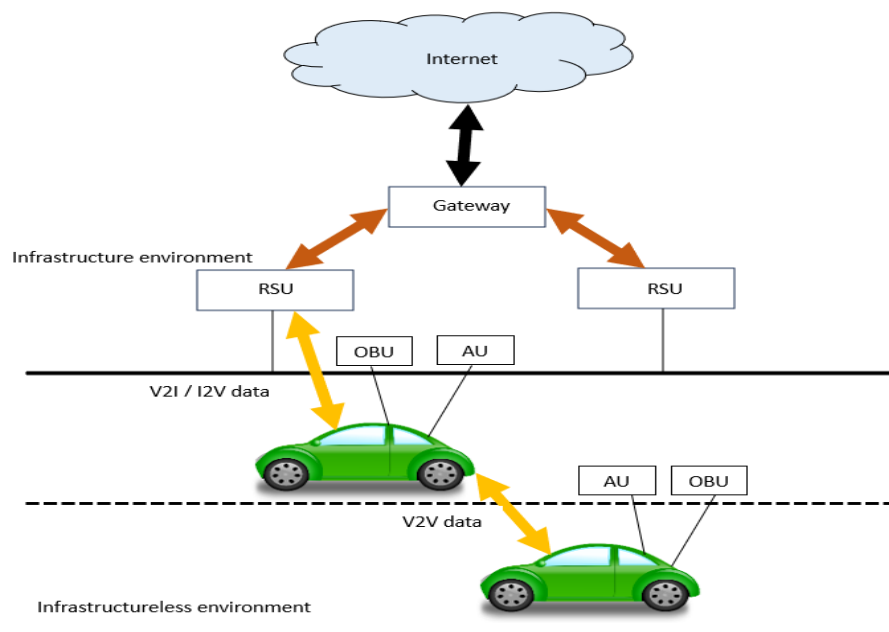 Internet
Gateway
Infrastructure environment
RSU
RSU
OBU
AU
V2I / I2V data
AU
OBU
V2V data
Infrastructureless environment